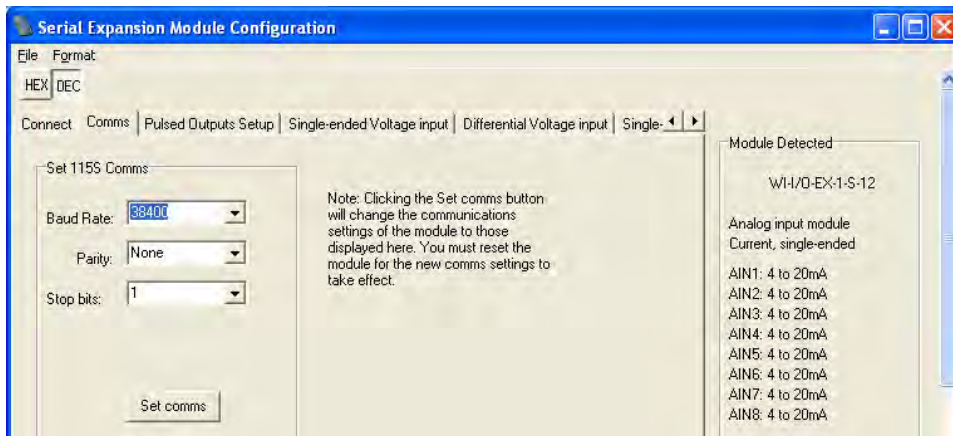 Serial Expansion Module Configuration
File Format
HEX DEC
Connect Comms Pulsed Outputs Setup Single-ended Voltage input Differential Voltage input Single-
Set 115S Comms
Baud Rate: 38400
Parity: None
Stop bits: 1
Set comms
Note: Clicking the Set comms button
will change the communications
settings of the module to those
displayed here. You must reset the
module for the new comms settings to
take effect.
Module Detected
WI-I/O-EX-1-S-12
Analog input module
Current, single-ended
AIN1: 4 to 20mA
AIN2: 4 to 20mA
AIN3: 4 to 20mA
AIN4: 4 to 20mA
AIN5: 4 to 20mA
AIN6: 4 to 20mA
AIN7: 4 to 20mA
AIN8: 4 to 20mA